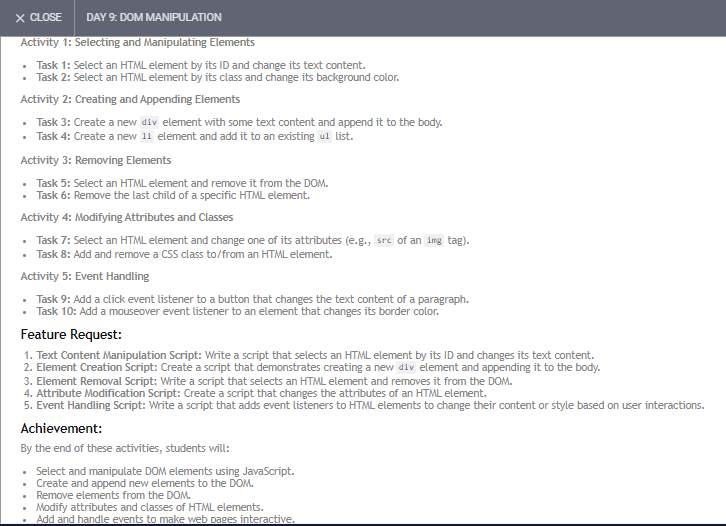 × CLOSE
DAY 9: DOM MANIPULATION
Activity 1: Selecting and Manipulating Elements
• Task 1: Select an HTML element by its ID and change its text content.
• Task 2: Select an HTML element by its class and change its background color.
Activity 2: Creating and Appending Elements
• Task 3: Create a new div element with some text content and append it to the body.
• Task 4: Create a new li element and add it to an existing ul list.
Activity 3: Removing Elements
• Task 5: Select an HTML element and remove it from the DOM.
• Task 6: Remove the last child of a specific HTML element.
Activity 4: Modifying Attributes and Classes
• Task 7: Select an HTML element and change one of its attributes (e.g., src of an img tag).
• Task 8: Add and remove a CSS class to/from an HTML element.
Activity 5: Event Handling
• Task 9: Add a click event listener to a button that changes the text content of a paragraph.
• Task 10: Add a mouseover event listener to an element that changes its border color.
Feature Request:
1. Text Content Manipulation Script: Write a script that selects an HTML element by its ID and changes its text content.
2. Element Creation Script: Create a script that demonstrates creating a new div element and appending it to the body.
3. Element Removal Script: Write a script that selects an HTML element and removes it from the DOM.
4. Attribute Modification Script: Create a script that changes the attributes of an HTML element.
5. Event Handling Script: Write a script that adds event listeners to HTML elements to change their content or style based on user interactions.
Achievement:
By the end of these activities, students will:
• Select and manipulate DOM elements using JavaScript.
• Create and append new elements to the DOM.
• Remove elements from the DOM.
• Modify attributes and classes of HTML elements.
• Add and handle events to make web pages interactive.